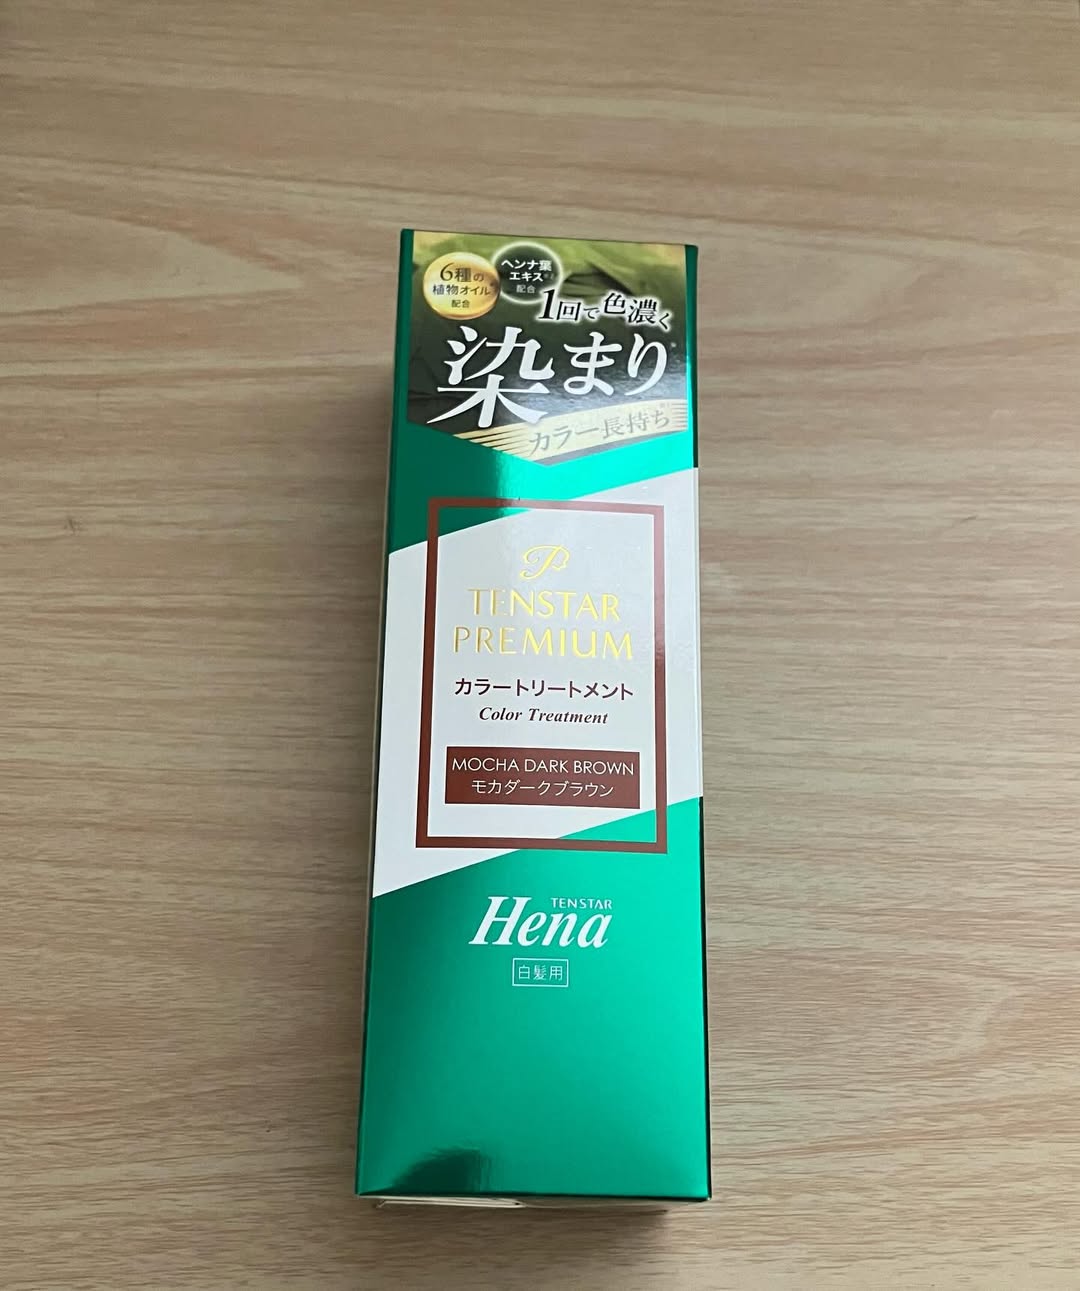 6種の
植物オイル
配合
ヘンナ葉
エキス※2
配合
1回で色濃く
染まり
カラー長持ち
TENSTAR
PREMIUM
カラートリートメント
Color Treatment
MOCHA DARK BROWN
モカダークブラウン
TENSTAR
Hena
白髪用